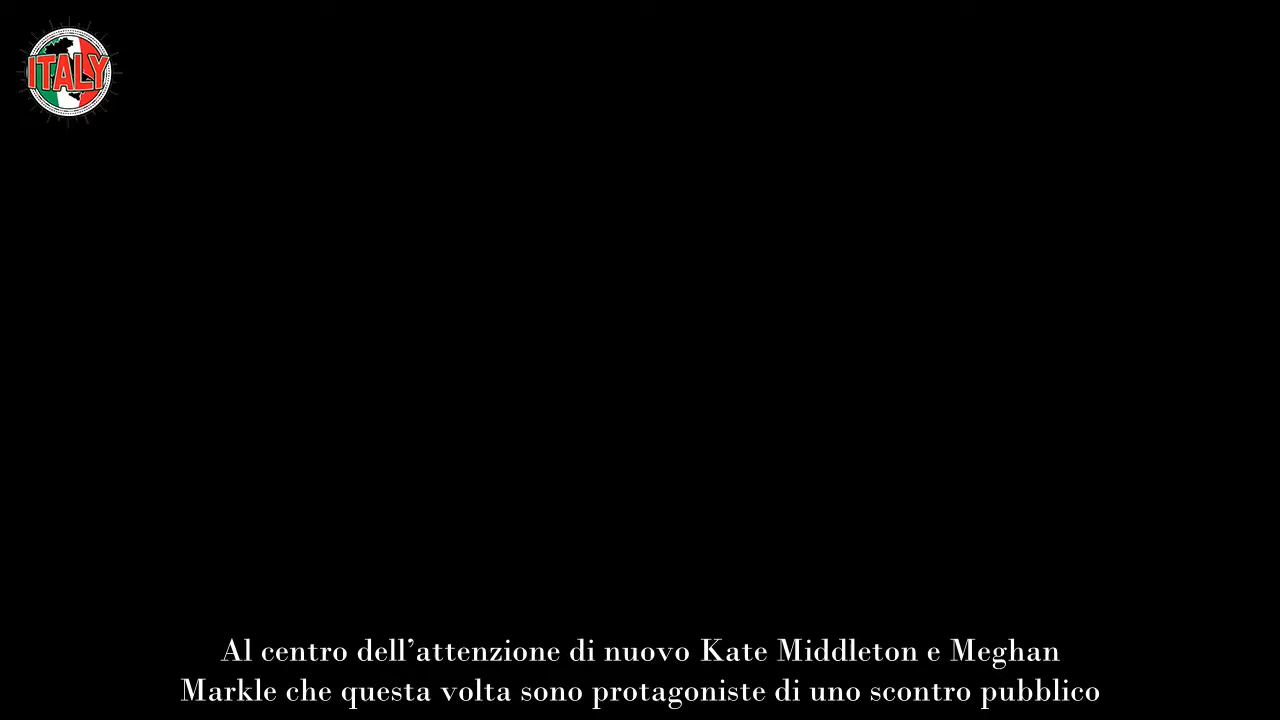 ITALY
Al centro dell’attenzione di nuovo Kate Middleton e Meghan
Markle che questa volta sono protagoniste di uno scontro pubblico